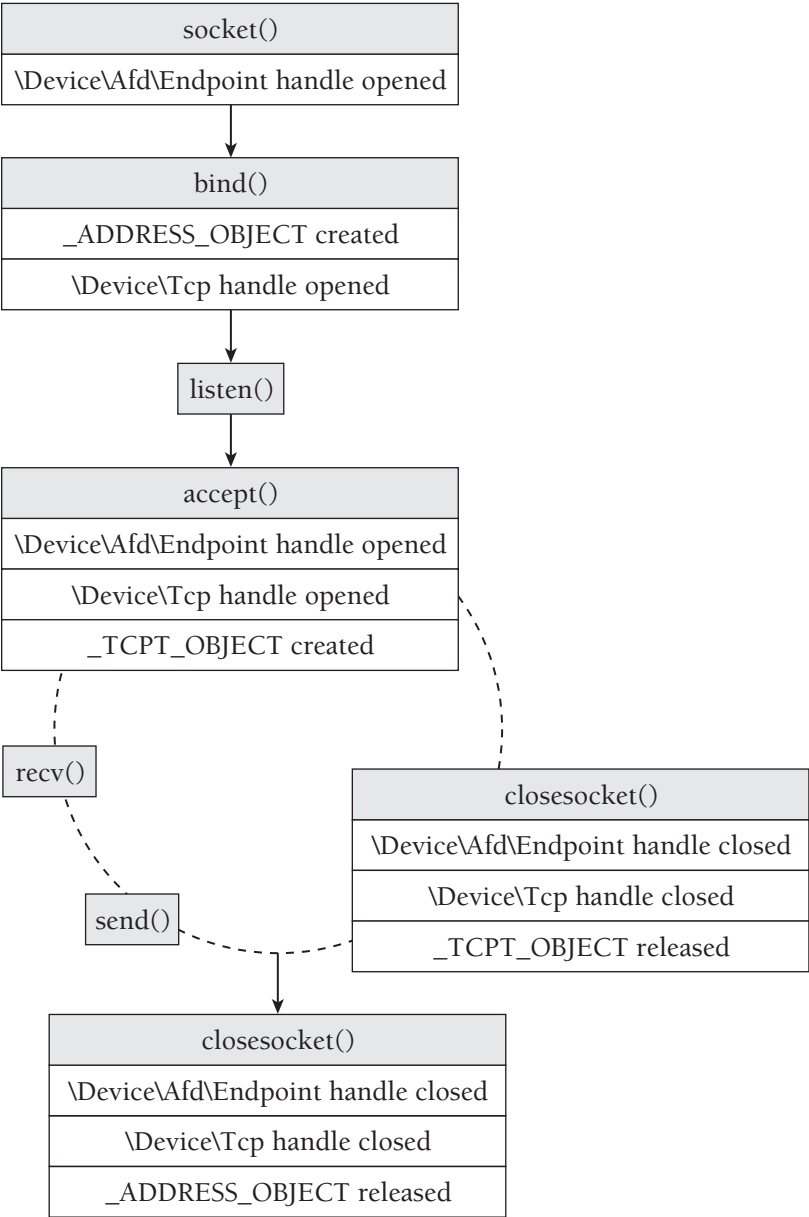 socket()
\Device\Afd\Endpoint handle opened
bind()
_ADDRESS_OBJECT created
\Device\Tcp handle opened
listen()
accept()
\Device\Afd\Endpoint handle opened
\Device\Tcp handle opened
_TCPT_OBJECT created
recv()
send()
closesocket()
\Device\Afd\Endpoint handle closed
\Device\Tcp handle closed
_TCPT_OBJECT released
closesocket()
\Device\Afd\Endpoint handle closed
\Device\Tcp handle closed
_ADDRESS_OBJECT released